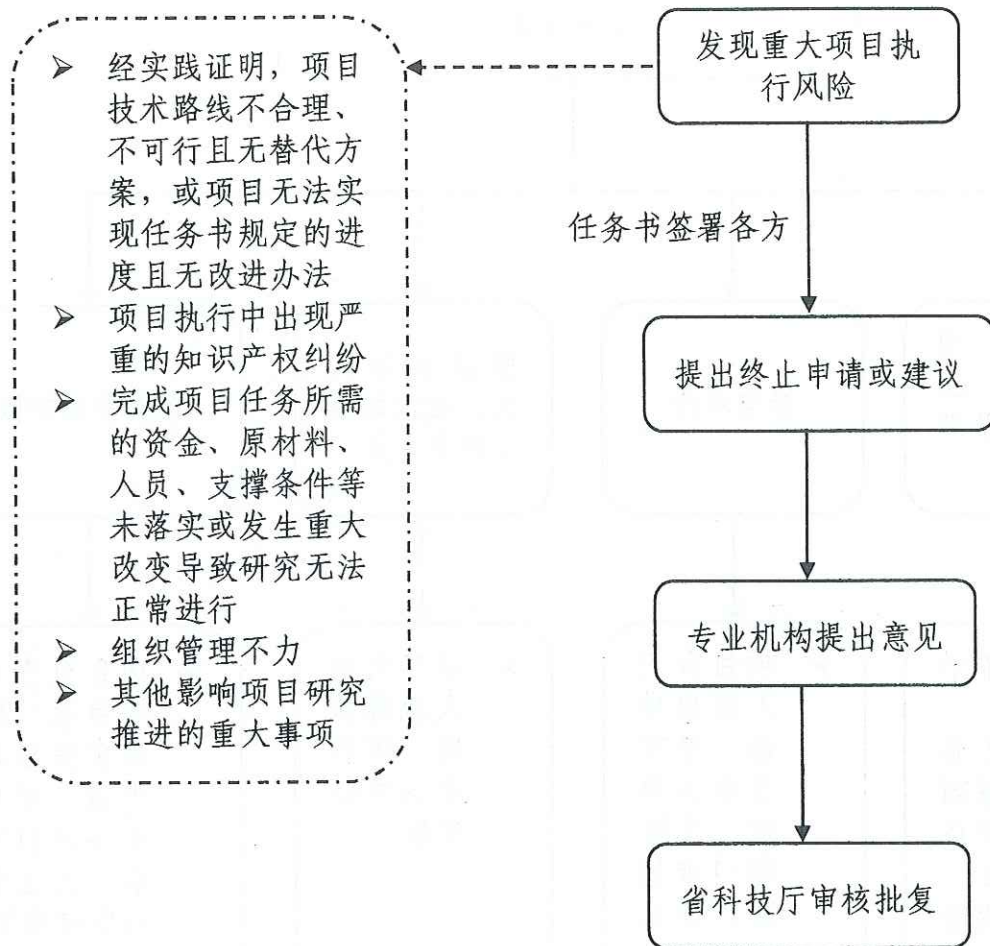 ➢ 经实践证明，项目
技术路线不合理、
不可行且无替代方
案，或项目无法实
现任务书规定的进
度且无改进办法
➢ 项目执行中出现严
重的知识产权纠纷
➢ 完成项目任务所需
的资金、原材料、
人员、支撑条件等
未落实或发生重大
改变导致研究无法
正常进行
➢ 组织管理不力
➢ 其他影响项目研究
推进的重大事项
发现重大项目执
行风险
任务书签署各方
提出终止申请或建议
专业机构提出意见
省科技厅审核批复